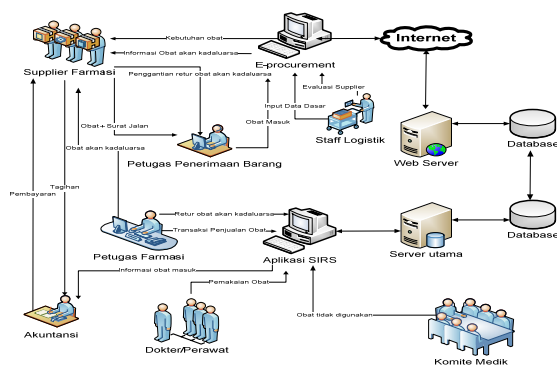 Kebutuhan obat
Internet
Informasi Obat akan kadaluarsa
E-procurement
Supplier Farmasi
Penggantian retur obat akan kadaluarsa
Evaluasi Supplier
Input Data Dasar
Obat + Surat Jalan
Obat Masuk
Staff Logistik
Database
Obat akan kadaluarsa
Petugas Penerimaan Barang
Web Server
Pembayaran
Tagihan
Retur obat akan kadaluarsa
Transaksi Penjualan Obat
Database
Petugas Farmasi
Aplikasi SIRS
Server utama
Informasi obat masuk
Pemakaian Obat
Obat tidak digunakan
Akuntansi
Dokter/Perawat
Komite Medik